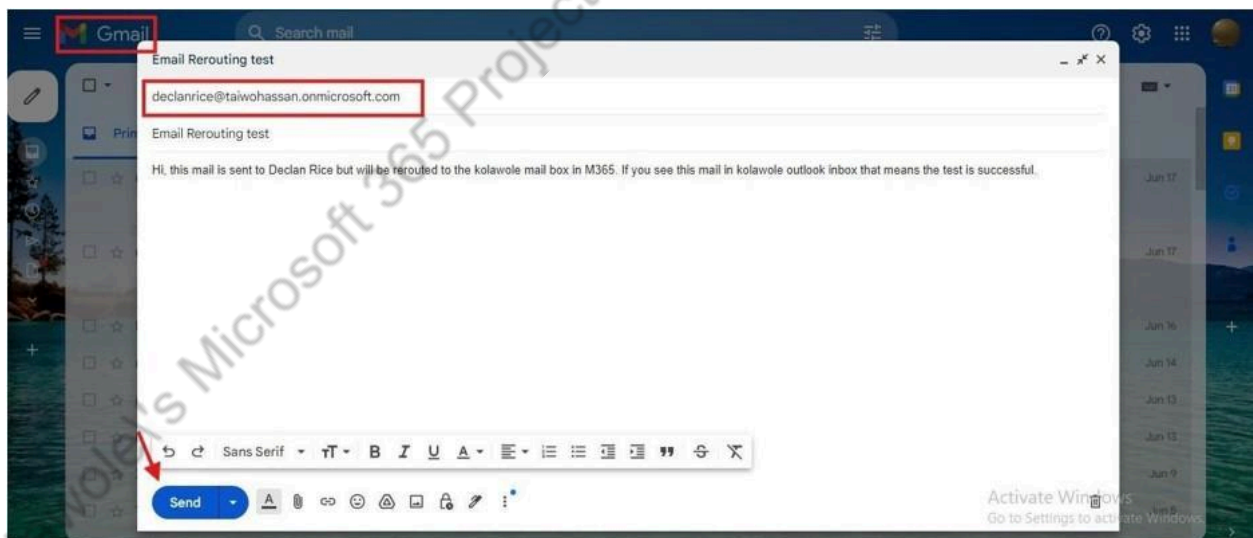 Gmail
Search mail
Email Rerouting test
declanrice@taiwohassan.onmicrosoft.com
Prim
Email Rerouting test
Hi, this mail is sent to Declan Rice but will be rerouted to the kolawole mail box in M365. If you see this mail in kolawole outlook inbox that means the test is successful.
Jun 17
Jun 17
Jun 16
Jun 14
Jun 13
Jun 13
Sans Serif
Jun 9
Send
Activate Windows
Go to Settings to activate Windows.
wolex's Microsoft 365 Project